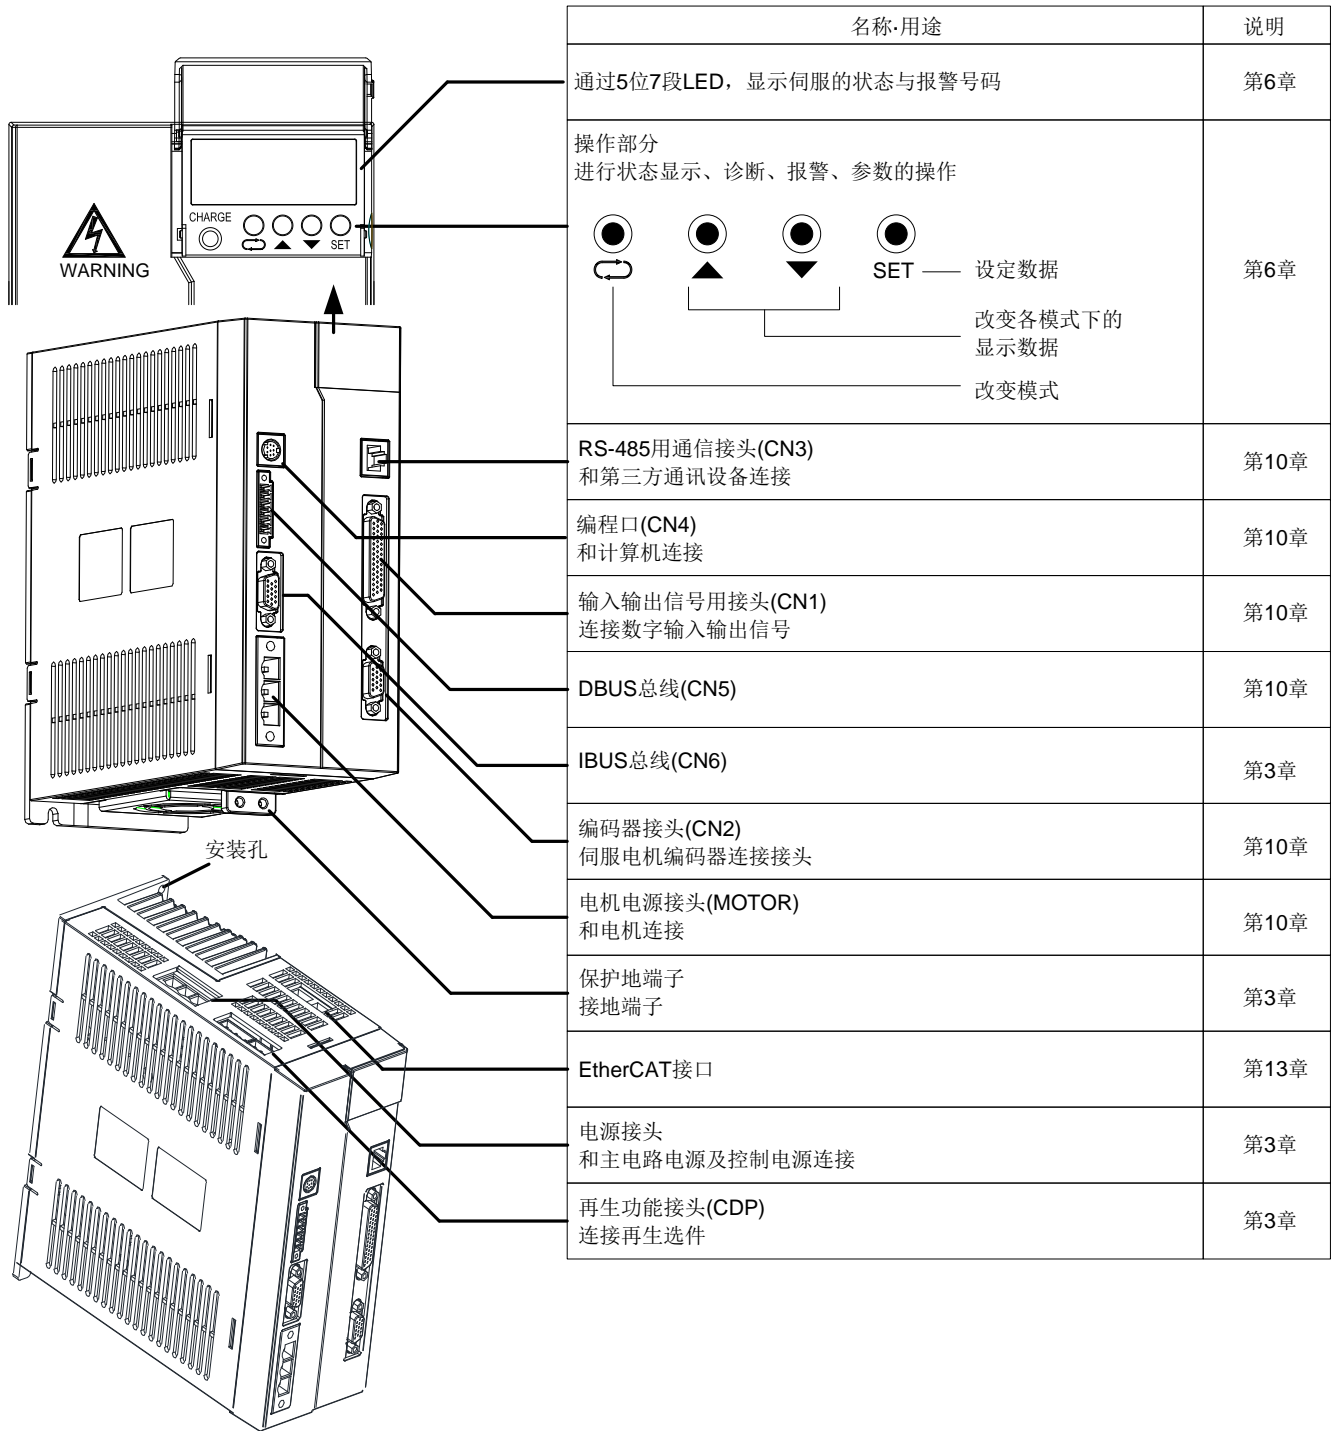 名称·用途
说明
通过5位7段LED，显示伺服的状态与报警号码
第6章
操作部分
进行状态显示、诊断、报警、参数的操作
SET
设定数据
改变各模式下的
显示数据
改变模式
第6章
RS-485用通信接头(CN3)
和第三方通讯设备连接
第10章
编程口(CN4)
和计算机连接
第10章
输入输出信号用接头(CN1)
连接数字输入输出信号
第10章
DBUS总线(CN5)
第10章
IBUS总线(CN6)
第3章
编码器接头(CN2)
伺服电机编码器连接接头
第10章
电机电源接头(MOTOR)
和电机连接
第10章
保护地端子
接地端子
第3章
EtherCAT接口
第13章
电源接头
和主电路电源及控制电源连接
第3章
再生功能接头(CDP)
连接再生选件
第3章
CHARGE
SET
WARNING
安装孔